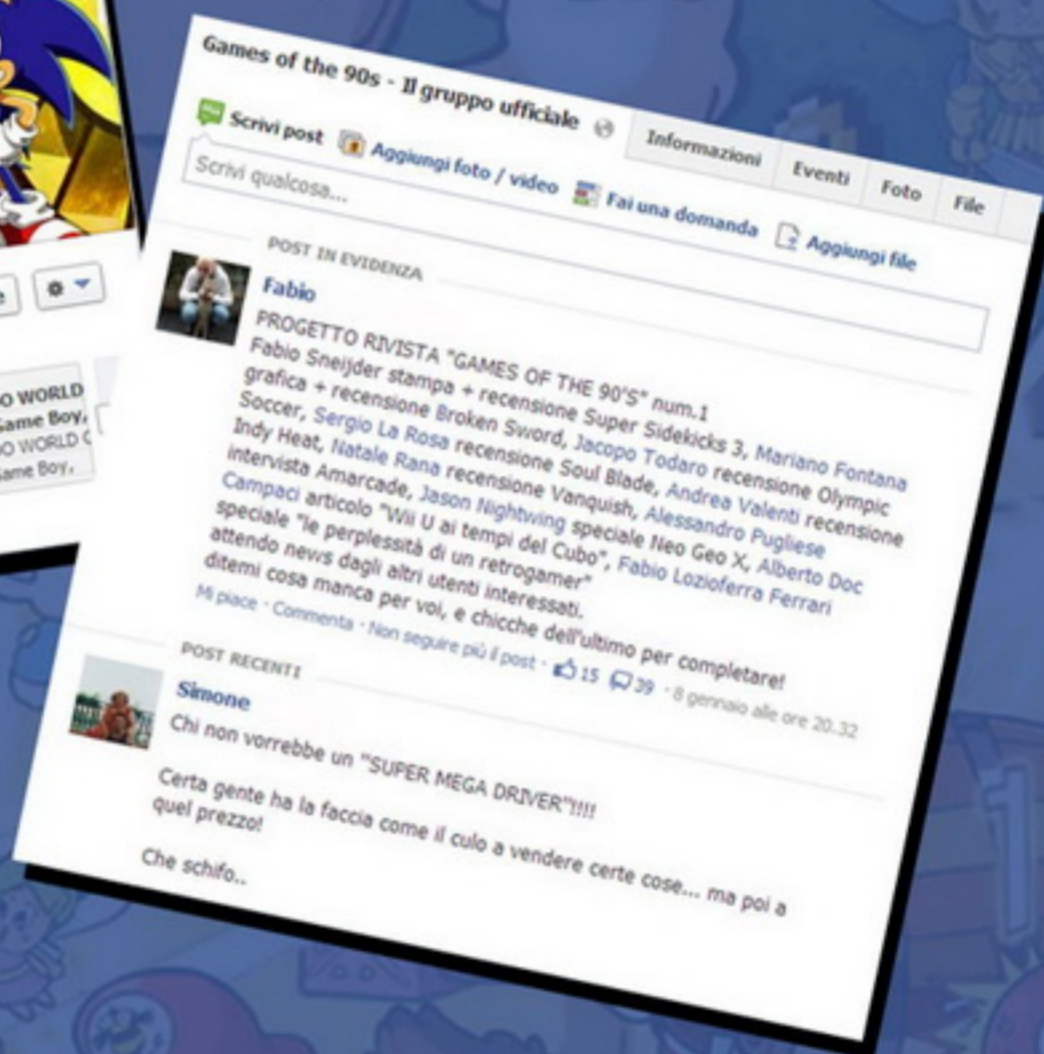 Games of the 90s - Il gruppo ufficiale
Informazioni
Eventi
Foto
File
Scrivi post
Aggiungi foto / video
Fai una domanda
Aggiungi file
Scrivi qualcosa...
POST IN EVIDENZA
Fabio
PROGETTO RIVISTA "GAMES OF THE 90'S" num.1
Fabio Sneijder stampa + recensione Super Sidekicks 3, Mariano Fontana
grafica + recensione Broken Sword, Jacopo Todaro recensione Olympic
Soccer, Sergio La Rosa recensione Soul Blade, Andrea Valenti recensione
Indy Heat, Natale Rana recensione Vanquish, Alessandro Pugliese
intervista Amarcade, Jason Nightwing speciale Neo Geo X, Alberto Doc
Campaci articolo "Wii U ai tempi del Cubo", Fabio Lozioferra Ferrari
speciale "le perplessità di un retrogamer"
attendo news dagli altri utenti interessati.
ditemi cosa manca per voi, e chicche dell'ultimo per completare!
Mi piace · Commenta · Non seguire più il post · 15 39 · 8 gennaio alle ore 20.32
POST RECENTI
Simone
Chi non vorrebbe un "SUPER MEGA DRIVER"!!!!
Certa gente ha la faccia come il culo a vendere certe cose... ma poi a
quel prezzo!
Che schifo..
O WORLD
Game Boy,
O WORLD
Game Boy,